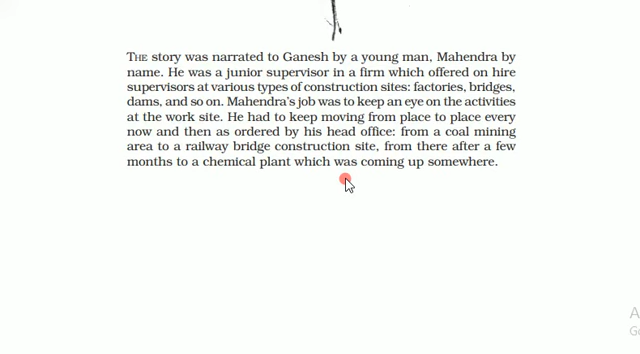 THE story was narrated to Ganesh by a young man, Mahendra by
name. He was a junior supervisor in a firm which offered on hire
supervisors at various types of construction sites: factories, bridges,
dams, and so on. Mahendra's job was to keep an eye on the activities
at the work site. He had to keep moving from place to place every
now and then as ordered by his head office: from a coal mining
area to a railway bridge construction site, from there after a few
months to a chemical plant which was coming up somewhere.